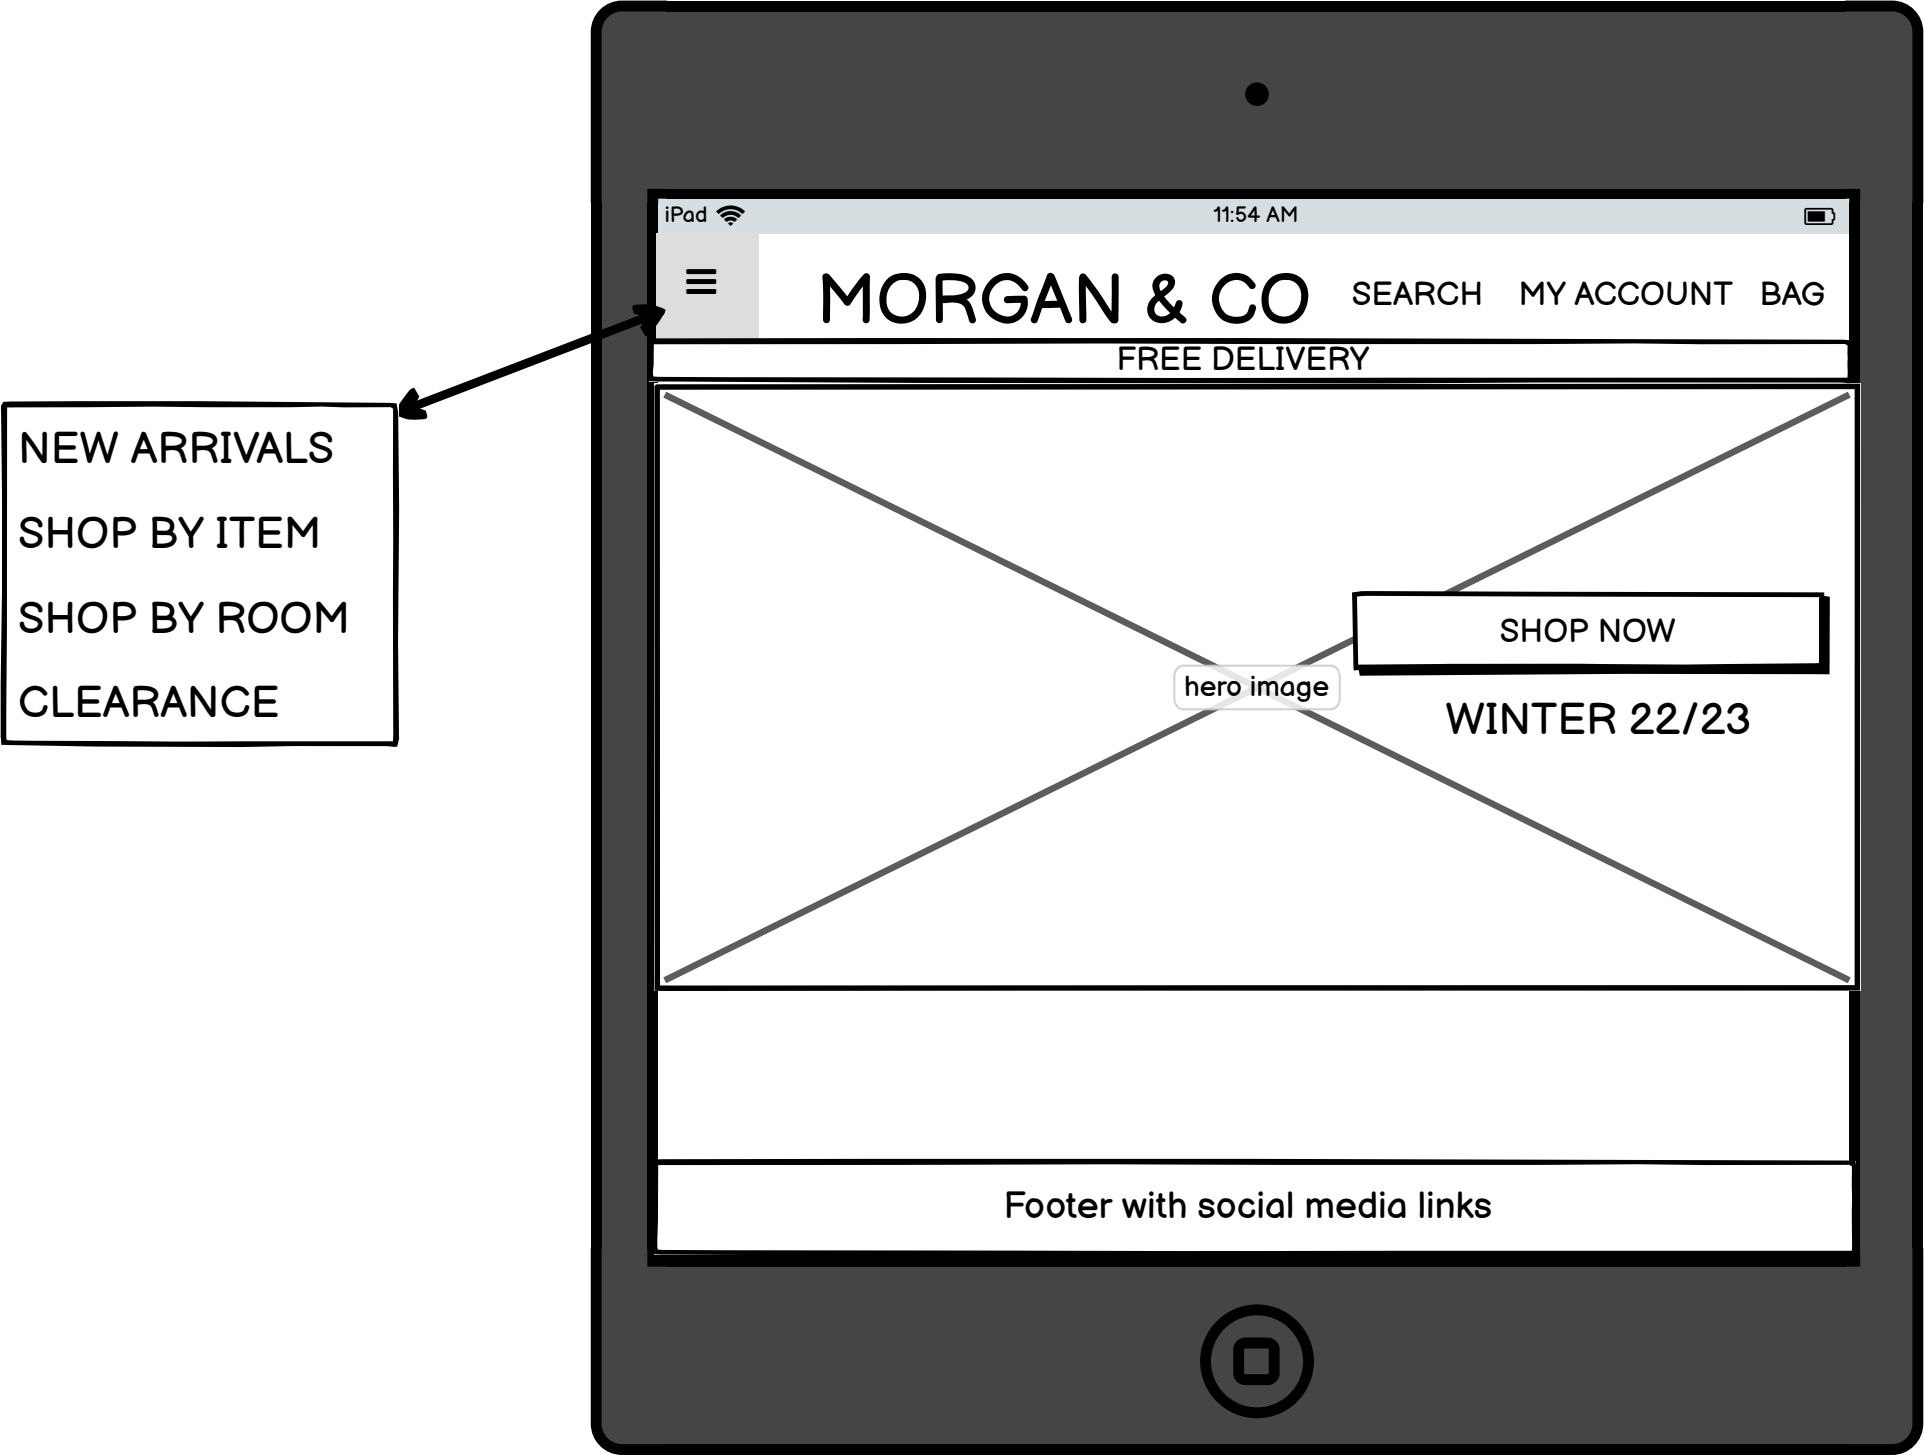 iPad
11:54 AM
MORGAN & CO
SEARCH
MY ACCOUNT
BAG
FREE DELIVERY
NEW ARRIVALS
SHOP BY ITEM
SHOP BY ROOM
CLEARANCE
SHOP NOW
hero image
WINTER 22/23
Footer with social media links